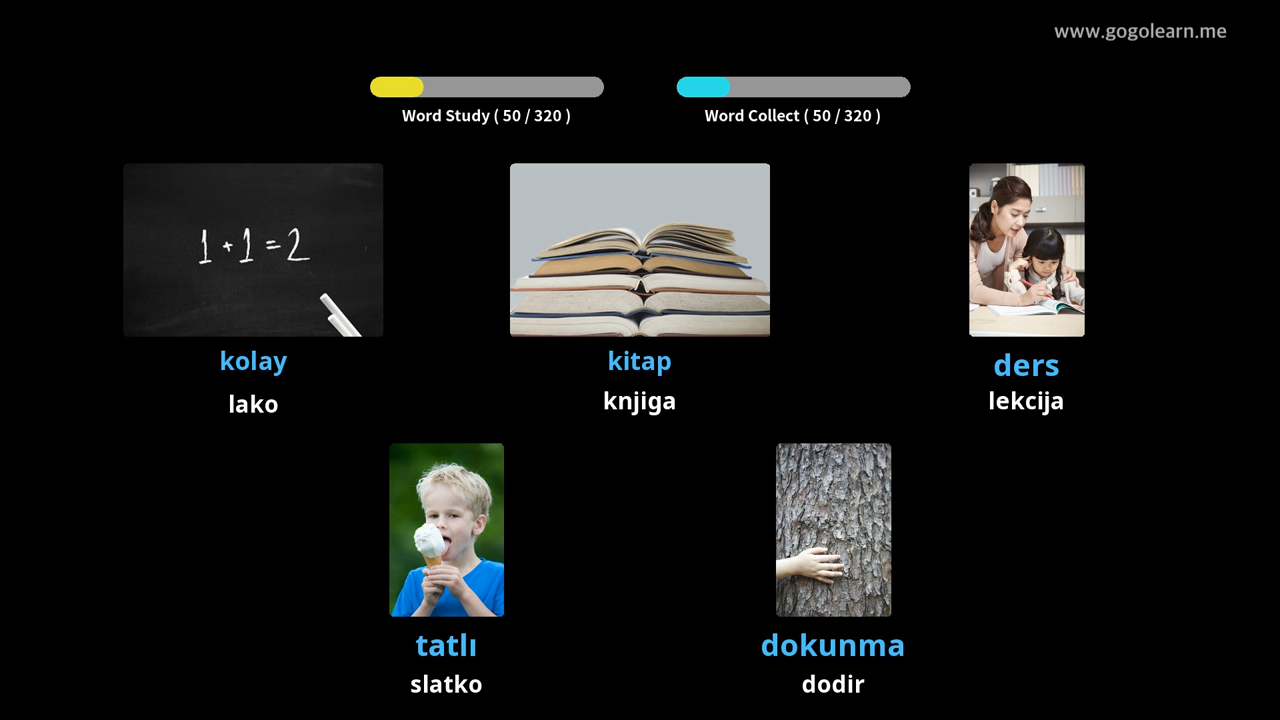 www.gogolearn.me
Word Study ( 50 / 320 )
Word Collect ( 50 / 320 )
1 + 1 = 2
kolay
lako
kitap
knjiga
ders
lekcija
tatlı
slatko
dokunma
dodir